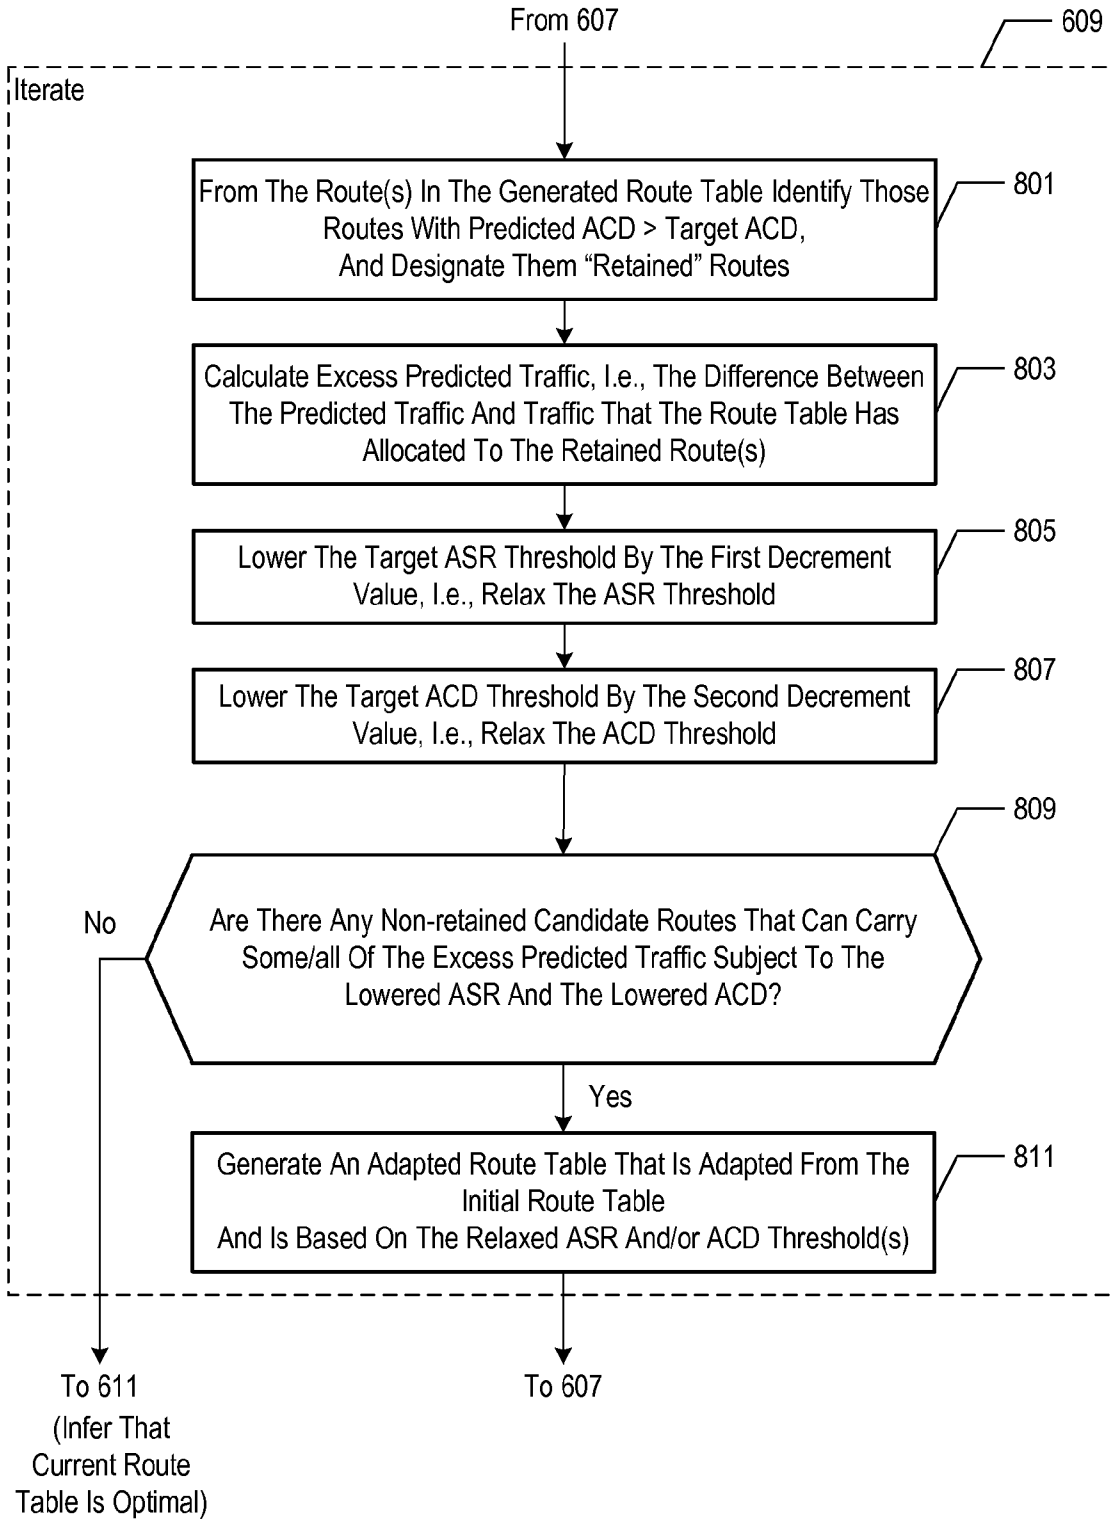 From 607
609
Iterate
From The Route(s) In The Generated Route Table Identify Those
Routes With Predicted ACD > Target ACD,
And Designate Them “Retained” Routes
801
Calculate Excess Predicted Traffic, I.e., The Difference Between
The Predicted Traffic And Traffic That The Route Table Has
Allocated To The Retained Route(s)
803
Lower The Target ASR Threshold By The First Decrement
Value, I.e., Relax The ASR Threshold
805
Lower The Target ACD Threshold By The Second Decrement
Value, I.e., Relax The ACD Threshold
807
809
No
Are There Any Non-retained Candidate Routes That Can Carry
Some/all Of The Excess Predicted Traffic Subject To The
Lowered ASR And The Lowered ACD?
Yes
Generate An Adapted Route Table That Is Adapted From The
Initial Route Table
And Is Based On The Relaxed ASR And/or ACD Threshold(s)
811
To 611
(Infer That
Current Route
Table Is Optimal)
To 607